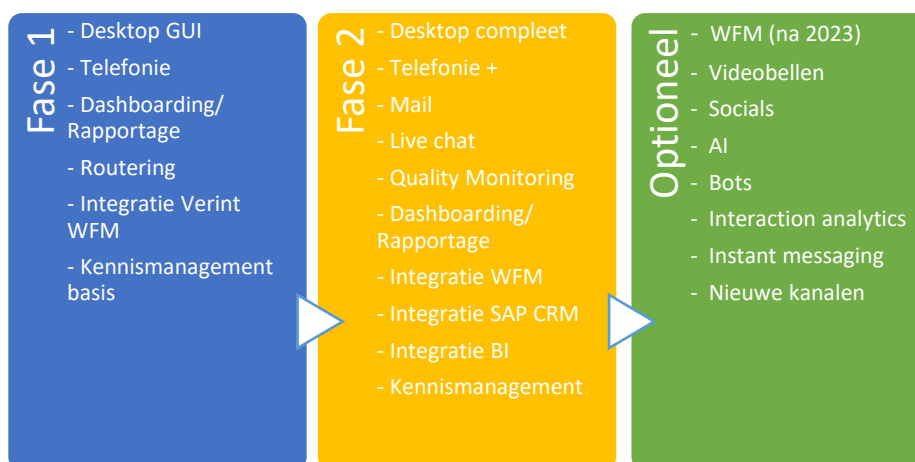 Fase 1
- Desktop GUI
- Telefonie
- Dashboarding/
Rapportage
- Routering
- Integratie Verint
WFM
- Kennismanagement
basis
Fase 2
- Desktop compleet
- Telefonie +
- Mail
- Live chat
- Quality Monitoring
- Dashboarding/
Rapportage
- Integratie WFM
- Integratie SAP CRM
- Integratie BI
- Kennismanagement
Optioneel
- WFM (na 2023)
- Videobellen
- Socials
- AI
- Bots
- Interaction analytics
- Instant messaging
- Nieuwe kanalen